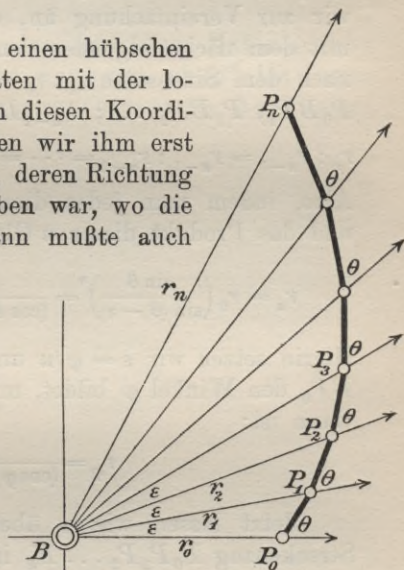 einen hübschen
ten mit der lo-
n diesen Koordi-
en wir ihm erst
deren Richtung
ben war, wo die
nn mußte auch
Pn
θ
rn
θ
P3
θ
P2
θ
ε
r2
P1
θ
ε
r1
ε
B
r0
P0
θ